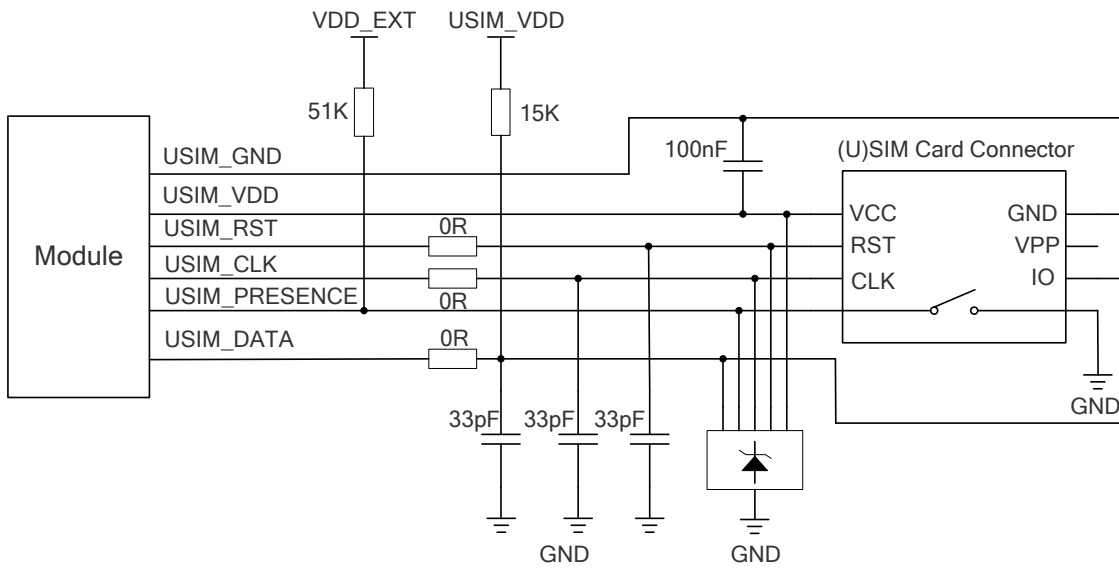 VDD_EXT USIM_VDD
51K 15K
100nF (U)SIM Card Connector
USIM_GND
USIM_VDD
VCC GND
USIM_RST 0R
RST VPP
Module
USIM_CLK
CLK IO
USIM_PRESENCE 0R
USIM_DATA 0R
GND
33pF 33pF 33pF
GND GND